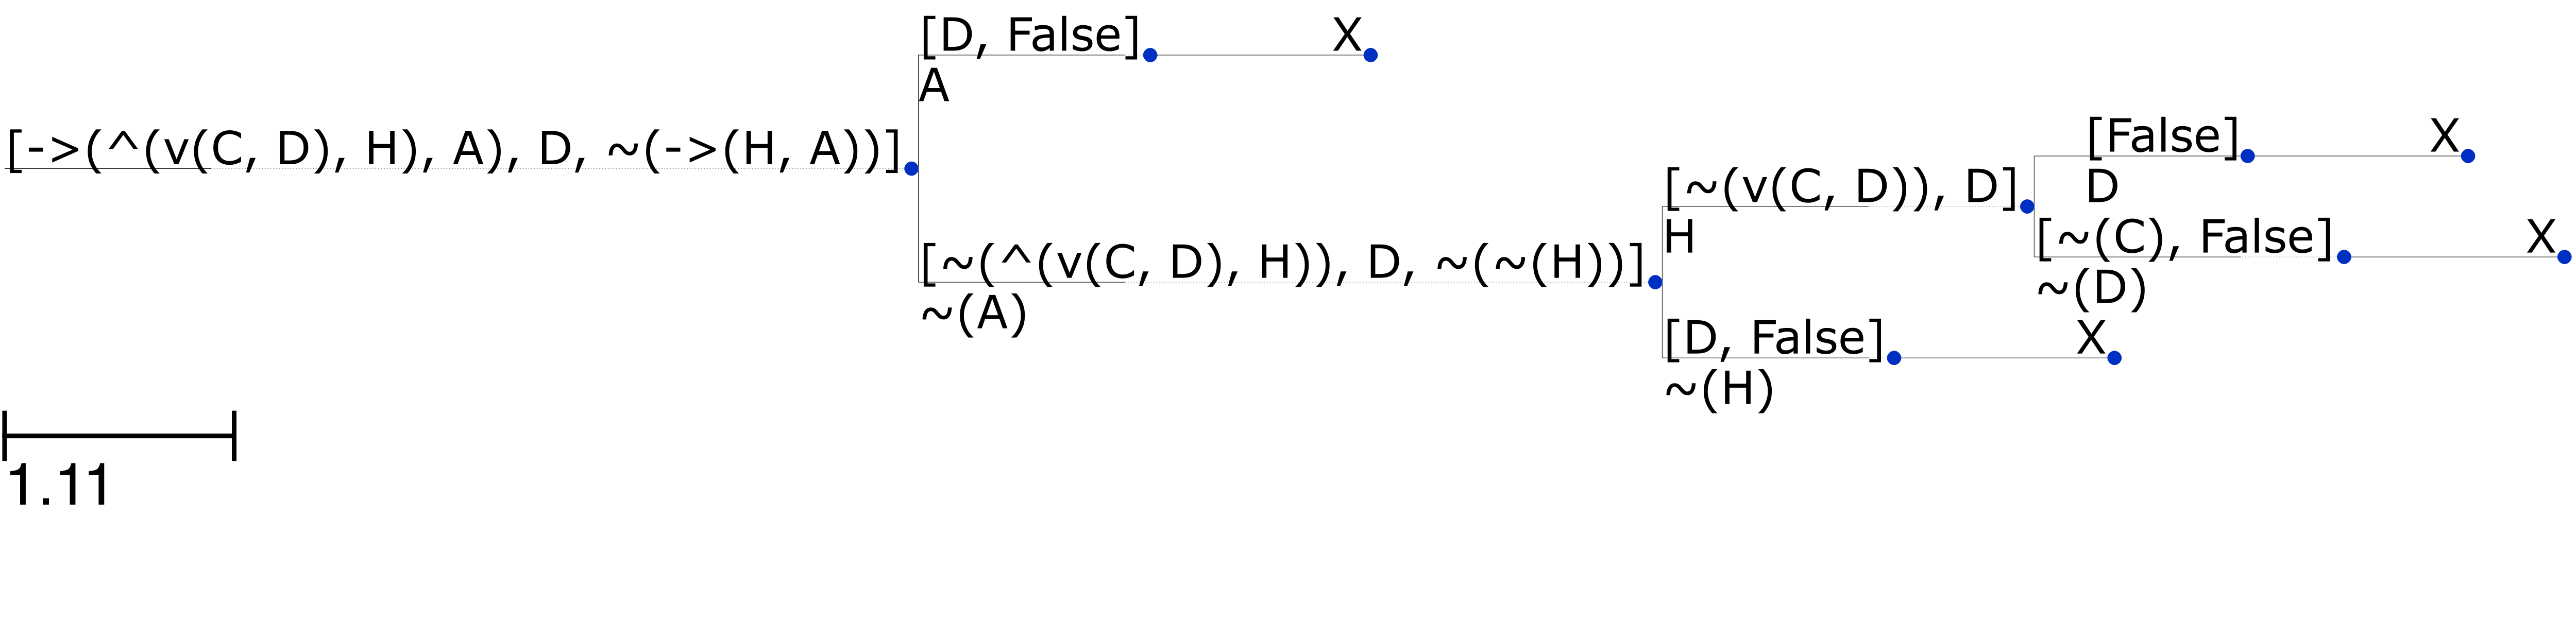 [D, False]
X
A
[->(^(v(C, D), H), A), D, ~(->(H, A))]
[False]
X
D
[~(v(C, D)), D]
H
[~(C), False]
X
~(D)
[~(^(v(C, D), H)), D, ~(~(H))]
~(A)
[D, False]
X
~(H)
1.11